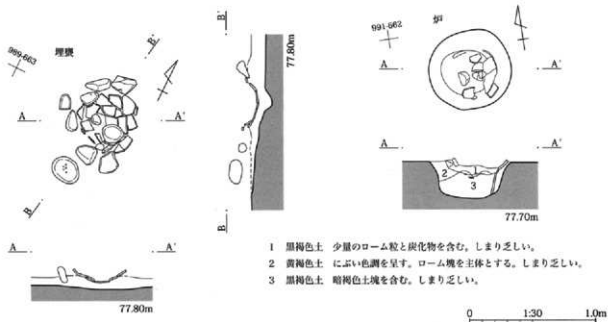 989-663
埋甕
B'
A
A'
B
A
A'
77.80m
B'
77.80m
B
991-662
炉
A
A'
A
A'
2
3
77.70m
1 黒褐色土 少量のローム粒と炭化物を含む。しまり乏しい。
2 黄褐色土 にぶい色調を呈す。ローム塊を主体とする。しまり乏しい。
3 黒褐色土 暗褐色土塊を含む。しまり乏しい。
0 1:30 1.0m